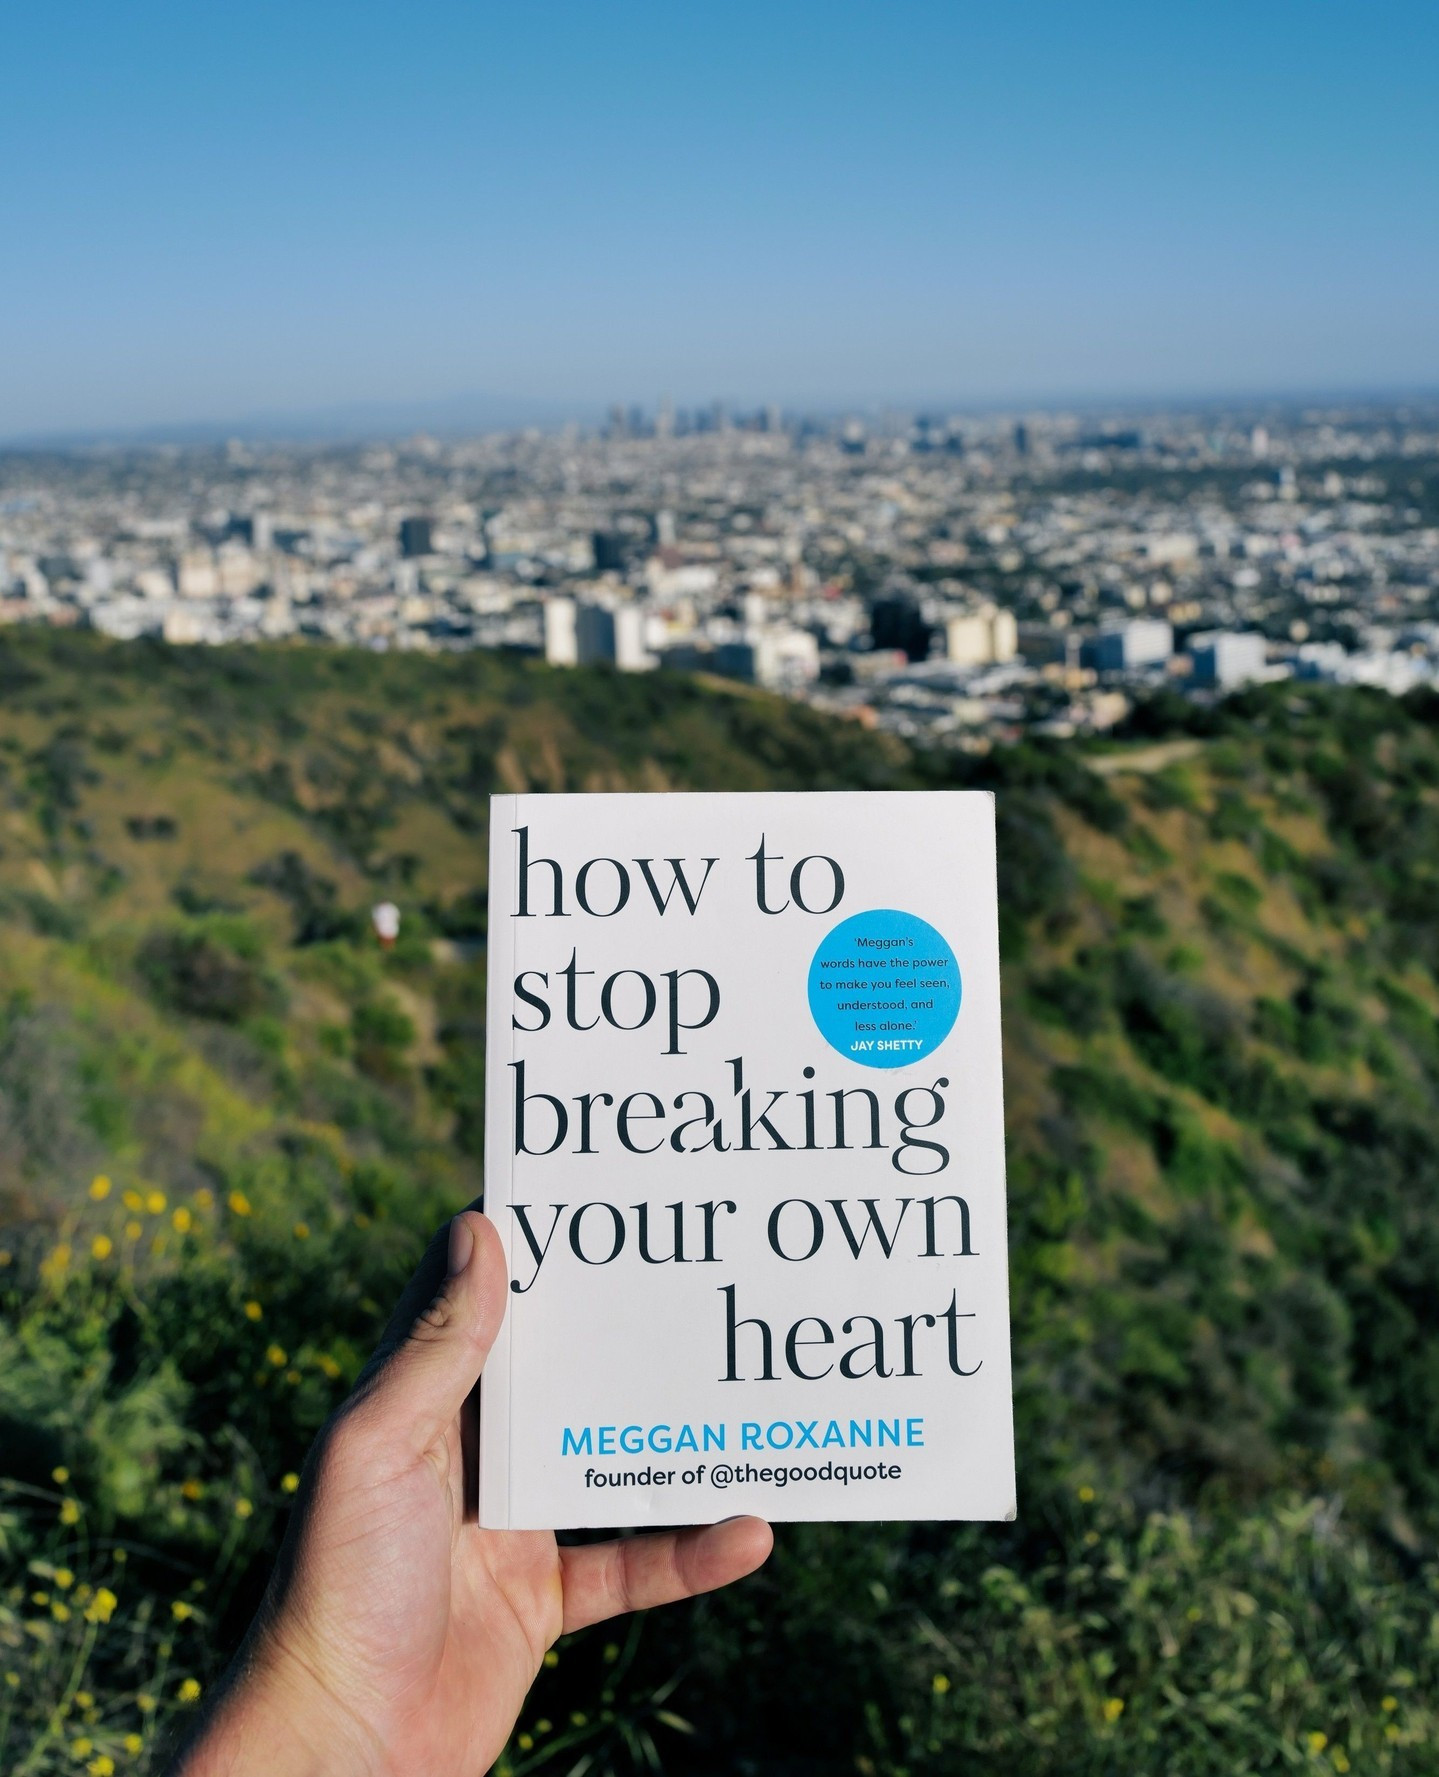 how to
stop
breaking
your own
heart
'Meggan's
words have the power
to make you feel seen,
understood, and
less alone.'
JAY SHETTY
MEGGAN ROXANNE
founder of @thegoodquote